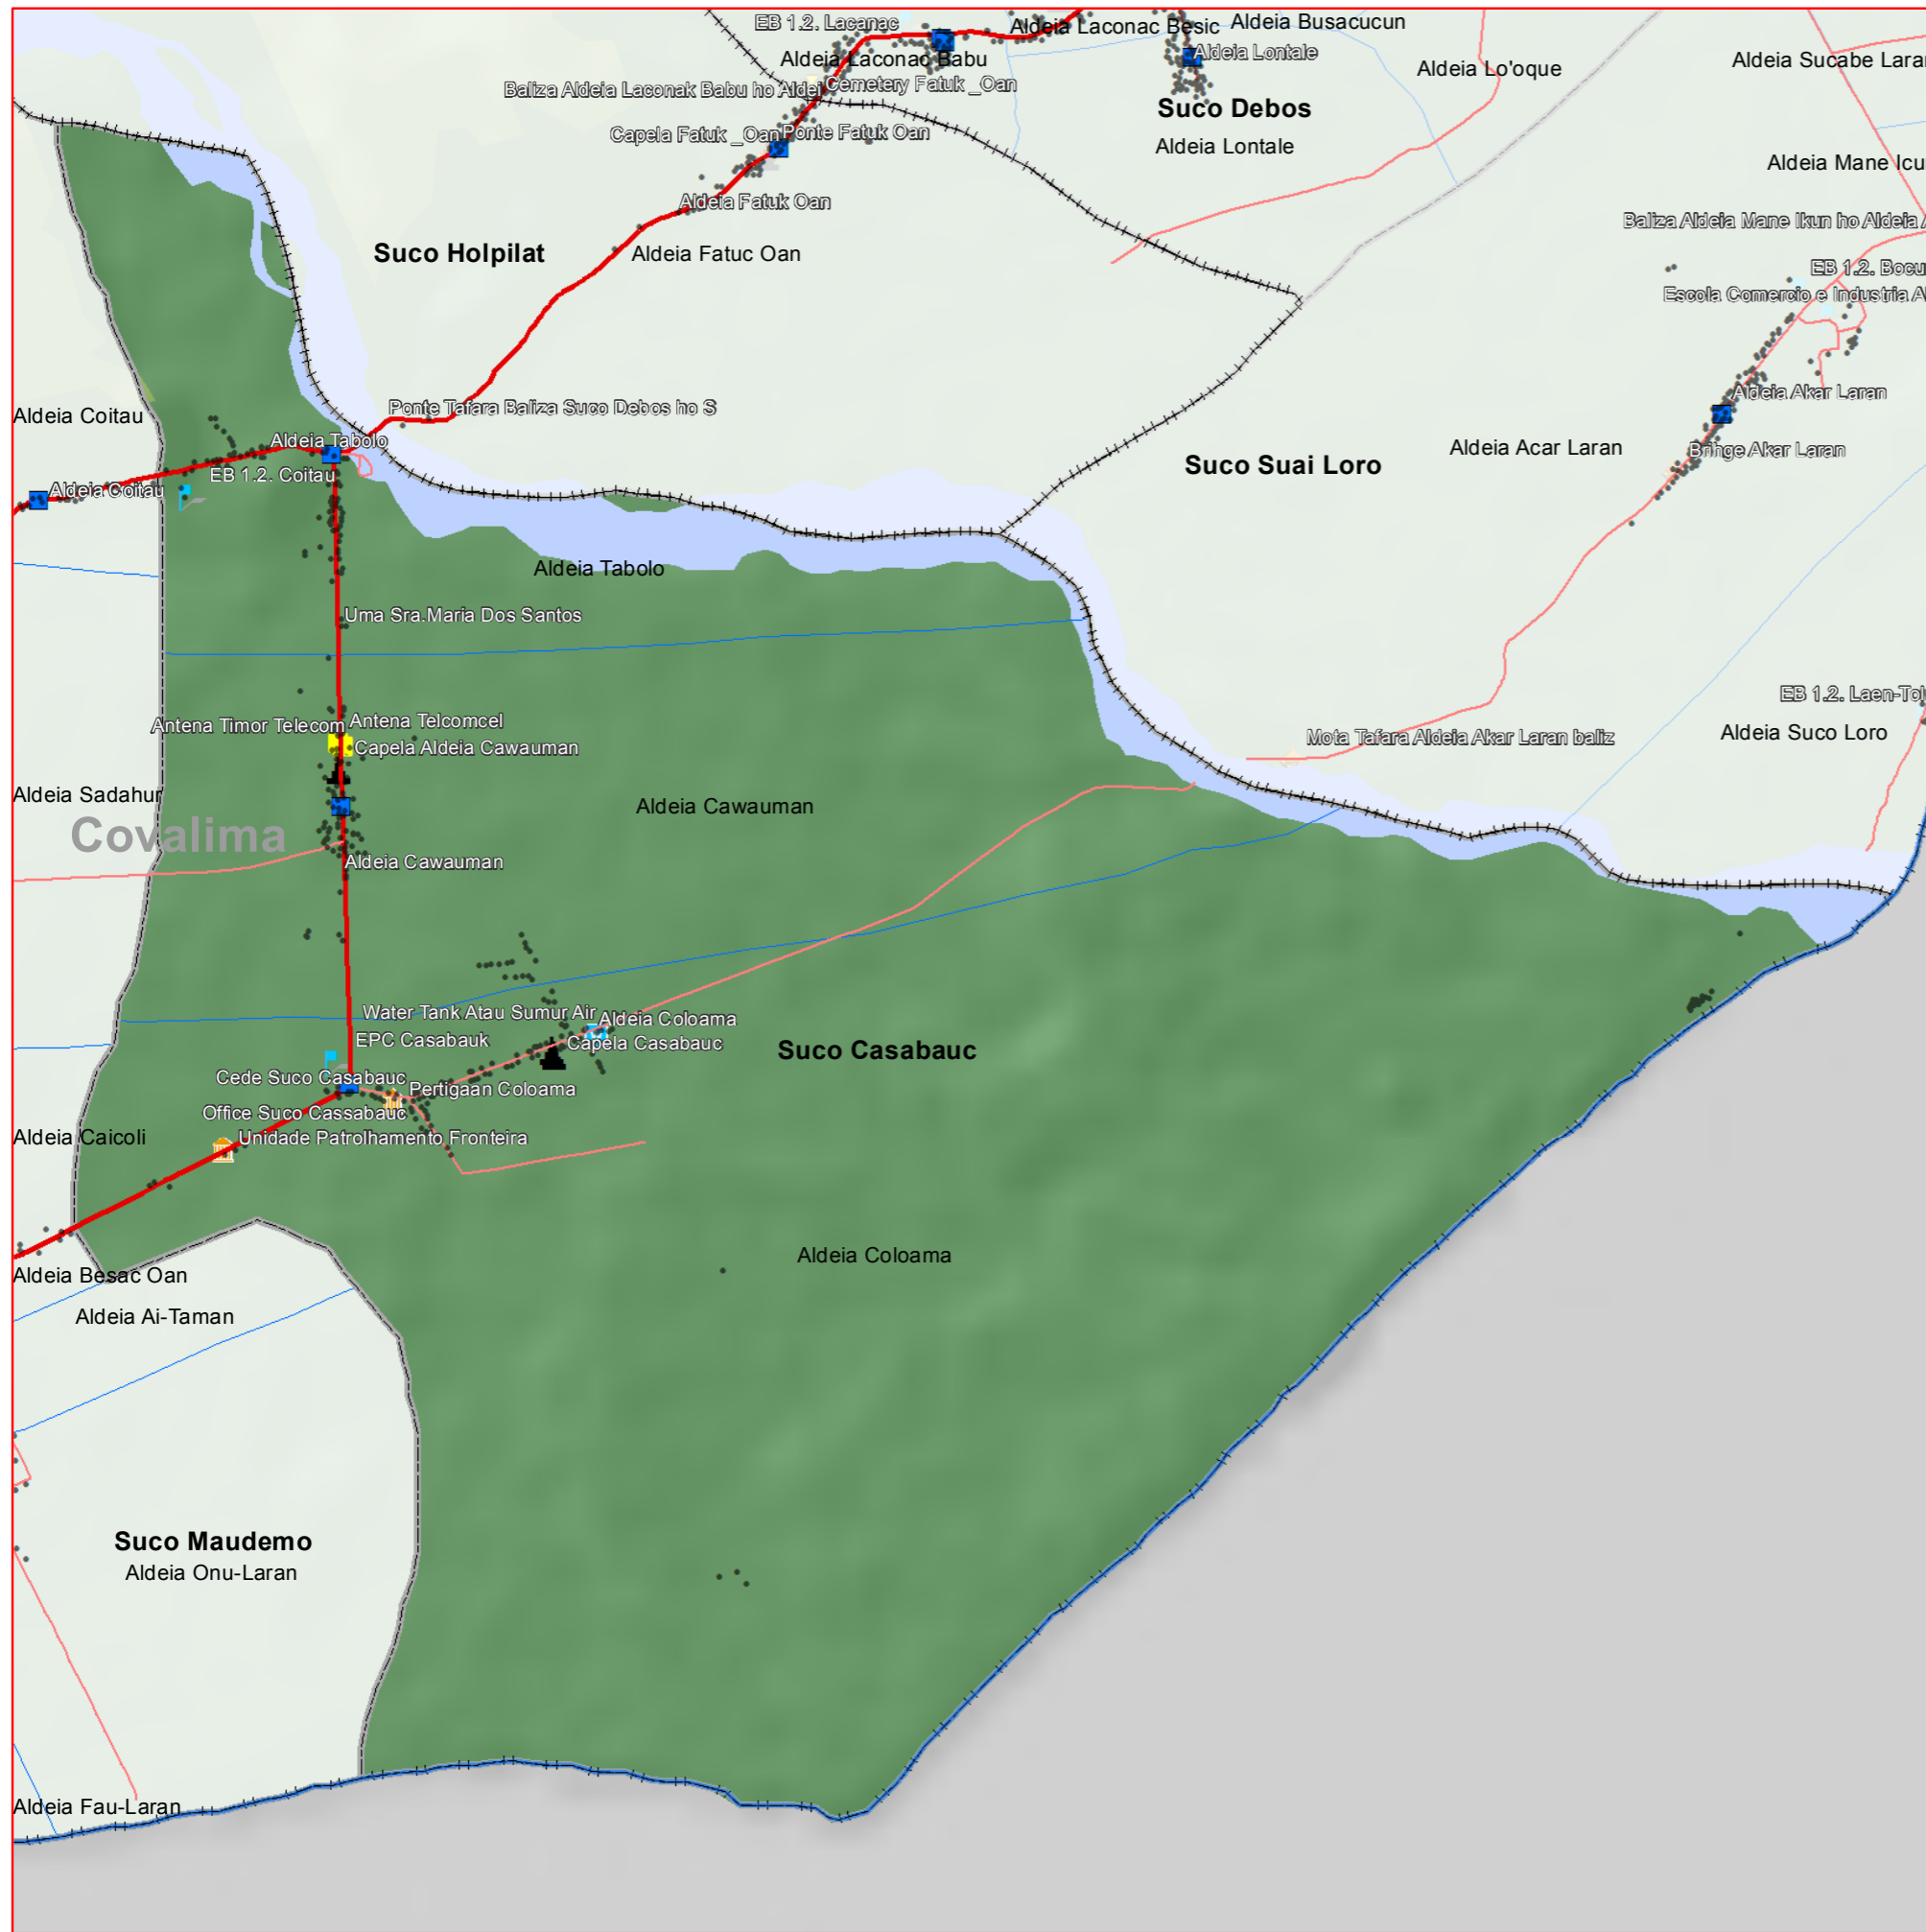 EB 1.2. Lacanac
Aldeia Laconac Besic
Aldeia Busacucun
Aldeia Laconac Babu
Aldeia Lontale
Aldeia Lo'oque
Aldeia Sucabe Laran
Baliza Aldeia Laconak Babu ho Aldei
Cemetery Fatuk _Oan
Suco Debos
Capela Fatuk _Oan
Ponte Fatuk Oan
Aldeia Lontale
Aldeia Mane Icu
Aldeia Fatuk Oan
Baliza Aldeia Mane Ikun ho Aldeia A
Suco Holpilat
Aldeia Fatuc Oan
EB 1.2. Bocu
Escola Comercio e Industria A
Aldeia Akar Laran
Aldeia Coitau
Ponte Tafara Baliza Suco Debos ho S
Aldeia Tabolo
Aldeia Acar Laran
Bringe Akar Laran
EB 1.2. Coitau
Suco Suai Loro
Aldeia Coitau
Aldeia Tabolo
Uma Sra.Maria Dos Santos
EB 1.2. Laen-Tol
Antena Timor Telecom
Antena Telcomcel
Aldeia Suco Loro
Capela Aldeia Cawauman
Mota Tafara Aldeia Akar Laran baliz
Aldeia Sadahur
Aldeia Cawauman
Covalima
Aldeia Cawauman
Water Tank Atau Sumur Air
Aldeia Coloama
EPC Casabauk
Capela Casabauc
Suco Casabauc
Cede Suco Casabauc
Pertigaan Coloama
Office Suco Cassabauc
Aldeia Caicoli
Unidade Patrolhamento Fronteira
Aldeia Coloama
Aldeia Besac Oan
Aldeia Ai-Taman
Suco Maudemo
Aldeia Onu-Laran
Aldeia Fau-Laran